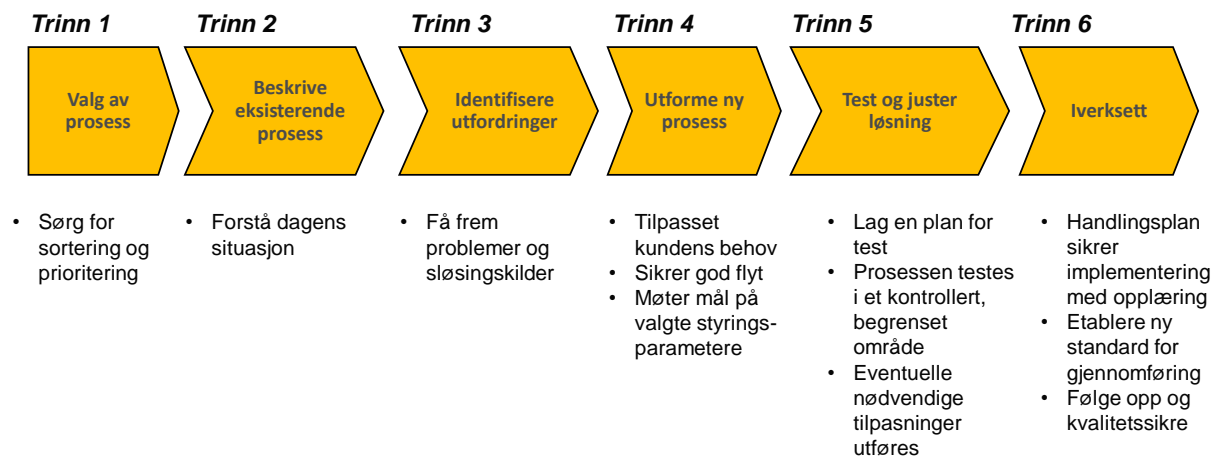 Trinn 1
Trinn 2
Trinn 3
Trinn 4
Trinn 5
Trinn 6
Valg av
prosess
Beskrive
eksisterende
prosess
Identifisere
utfordringer
Utforme ny
prosess
Test og juster
løsning
Iverksett
• Sørg for
sortering og
prioritering
• Forstå dagens
situasjon
• Få frem
problemer og
sløsingskilder
• Tilpasset
kundens behov
• Sikrer god flyt
• Møter mål på
valgte styrings-
parametere
• Lag en plan for
test
• Prosessen testes
i et kontrollert,
begrenset
område
• Eventuelle
nødvendige
tilpasninger
utføres
• Handlingsplan
sikrer
implementering
med opplæring
• Etablere ny
standard for
gjennomføring
• Følge opp og
kvalitetssikre